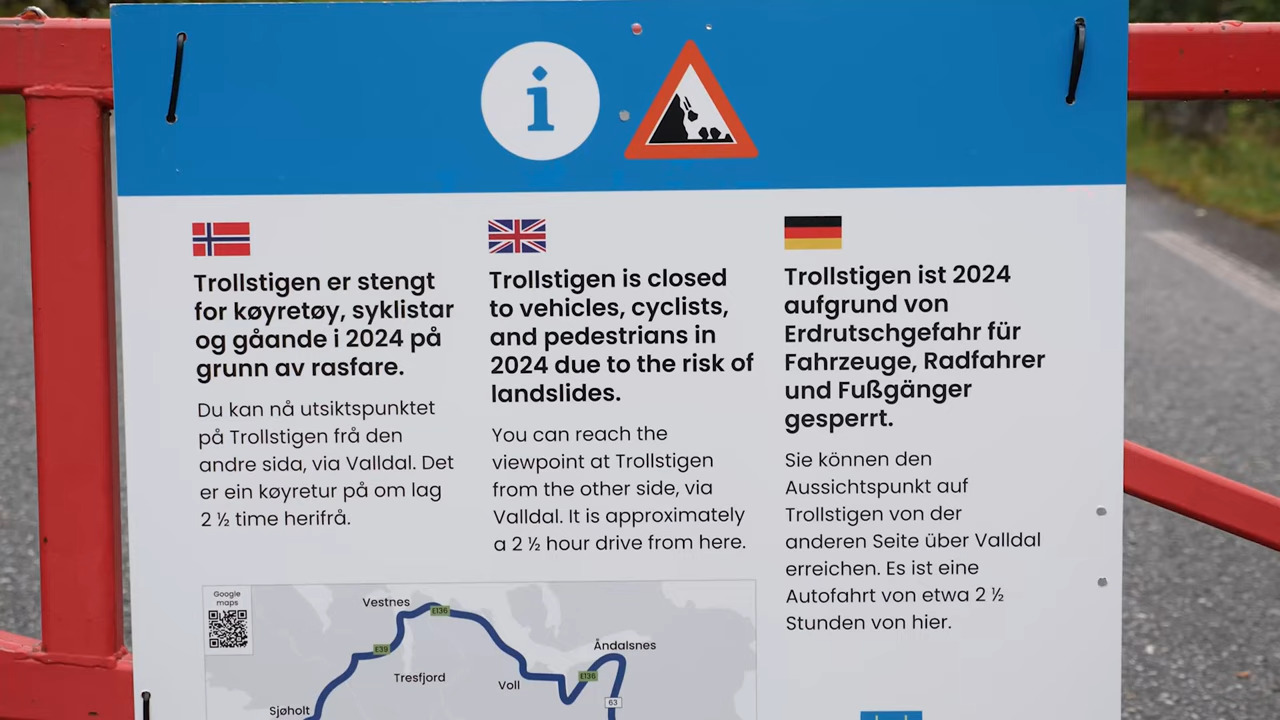 i
Trollstigen er stengt
for køyretøy, syklistar
og gåande i 2024 på
grunn av rasfare.
Du kan nå utsiktspunktet
på Trollstigen frå den
andre sida, via Valldal. Det
er ein køyretur på om lag
2 ½ time herifrå.
Trollstigen is closed
to vehicles, cyclists,
and pedestrians in
2024 due to the risk of
landslides.
You can reach the
viewpoint at Trollstigen
from the other side, via
Valldal. It is approximately
a 2 ½ hour drive from here.
Trollstigen ist 2024
aufgrund von
Erdrutschgefahr für
Fahrzeuge, Radfahrer
und Fußgänger
gesperrt.
Sie können den
Aussichtspunkt auf
Trollstigen von der
anderen Seite über Valldal
erreichen. Es ist eine
Autofahrt von etwa 2 ½
Stunden von hier.
Google
maps
Vestnes
E136
Åndalsnes
E39
Tresfjord
Voll
E136
63
Sjøholt